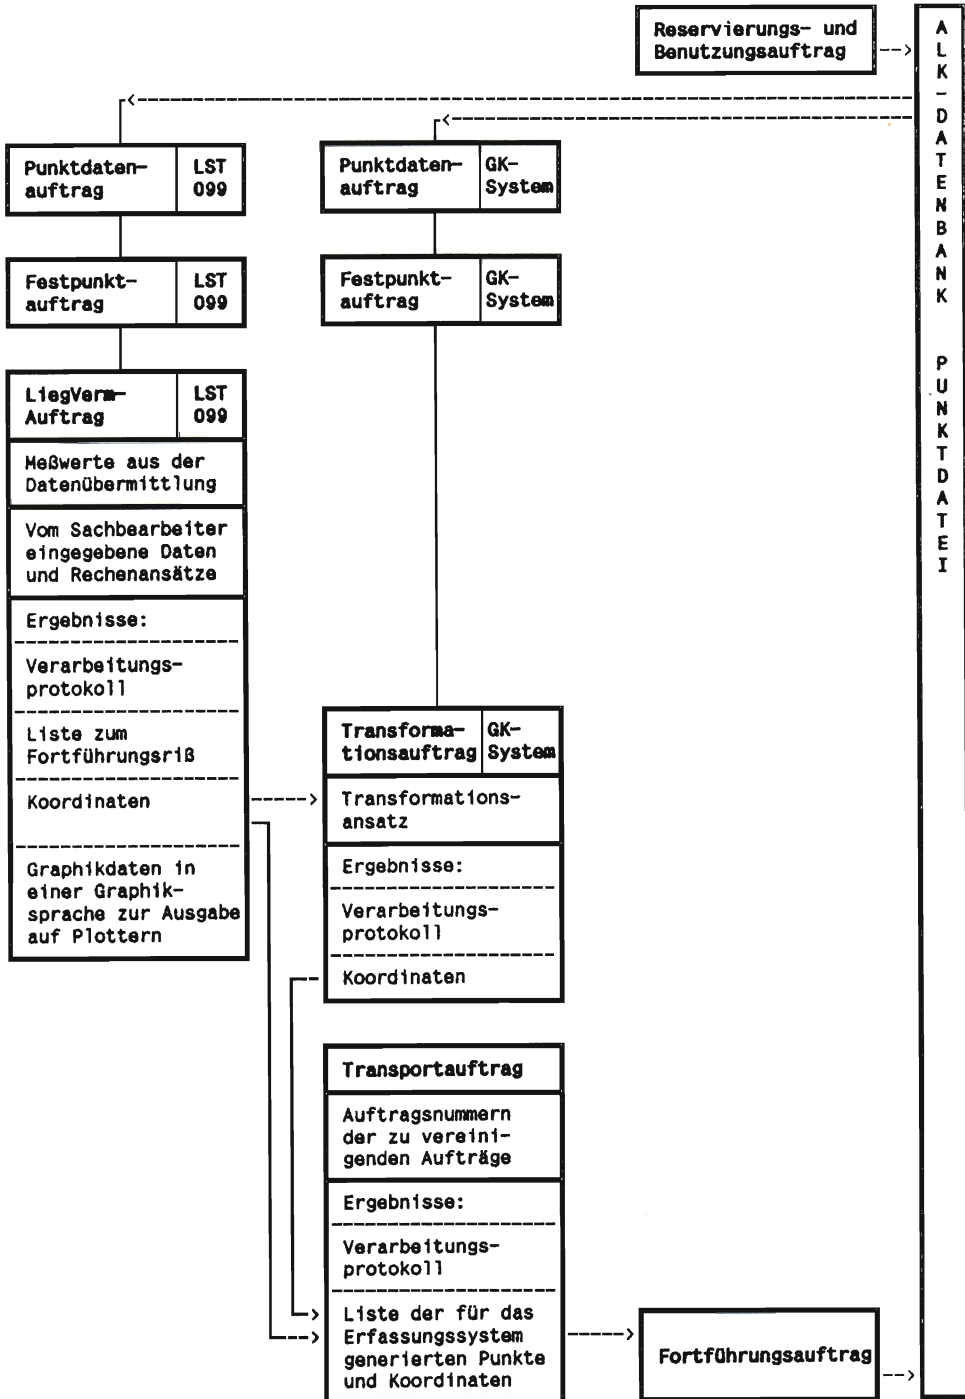 Reservierungs- und
Benutzungsauftrag
ALK-DATENBANK PUNKTDATEI
Punktdaten-
auftrag
LST
099
Punktdaten-
auftrag
GK-
System
Festpunkt-
auftrag
LST
099
Festpunkt-
auftrag
GK-
System
LiegVerm-
Auftrag
LST
099
Meßwerte aus der
Datenübermittlung
Vom Sachbearbeiter
eingegebene Daten
und Rechenansätze
Ergebnisse:
Verarbeitungs-
protokoll
Liste zum
Fortführungsriß
Koordinaten
Graphikdaten in
einer Graphik-
sprache zur Ausgabe
auf Plottern
Transforma-
tionsauftrag
GK-
System
Transformations-
ansatz
Ergebnisse:
Verarbeitungs-
protokoll
Koordinaten
Transportauftrag
Auftragsnummern
der zu vereini-
genden Aufträge
Ergebnisse:
Verarbeitungs-
protokoll
Liste der für das
Erfassungssystem
generierten Punkte
und Koordinaten
Fortführungsauftrag